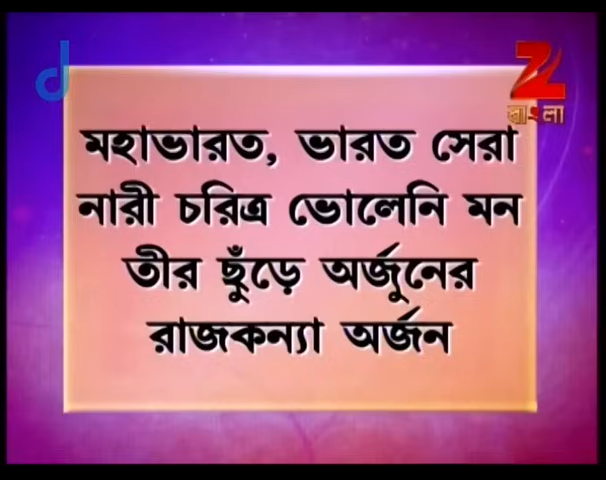 বাংলা
মহাভারত, ভারত সেরা
নারী চরিত্র ভোলেনি মন
তীর ছুঁড়ে অর্জুনের
রাজকন্যা অর্জন